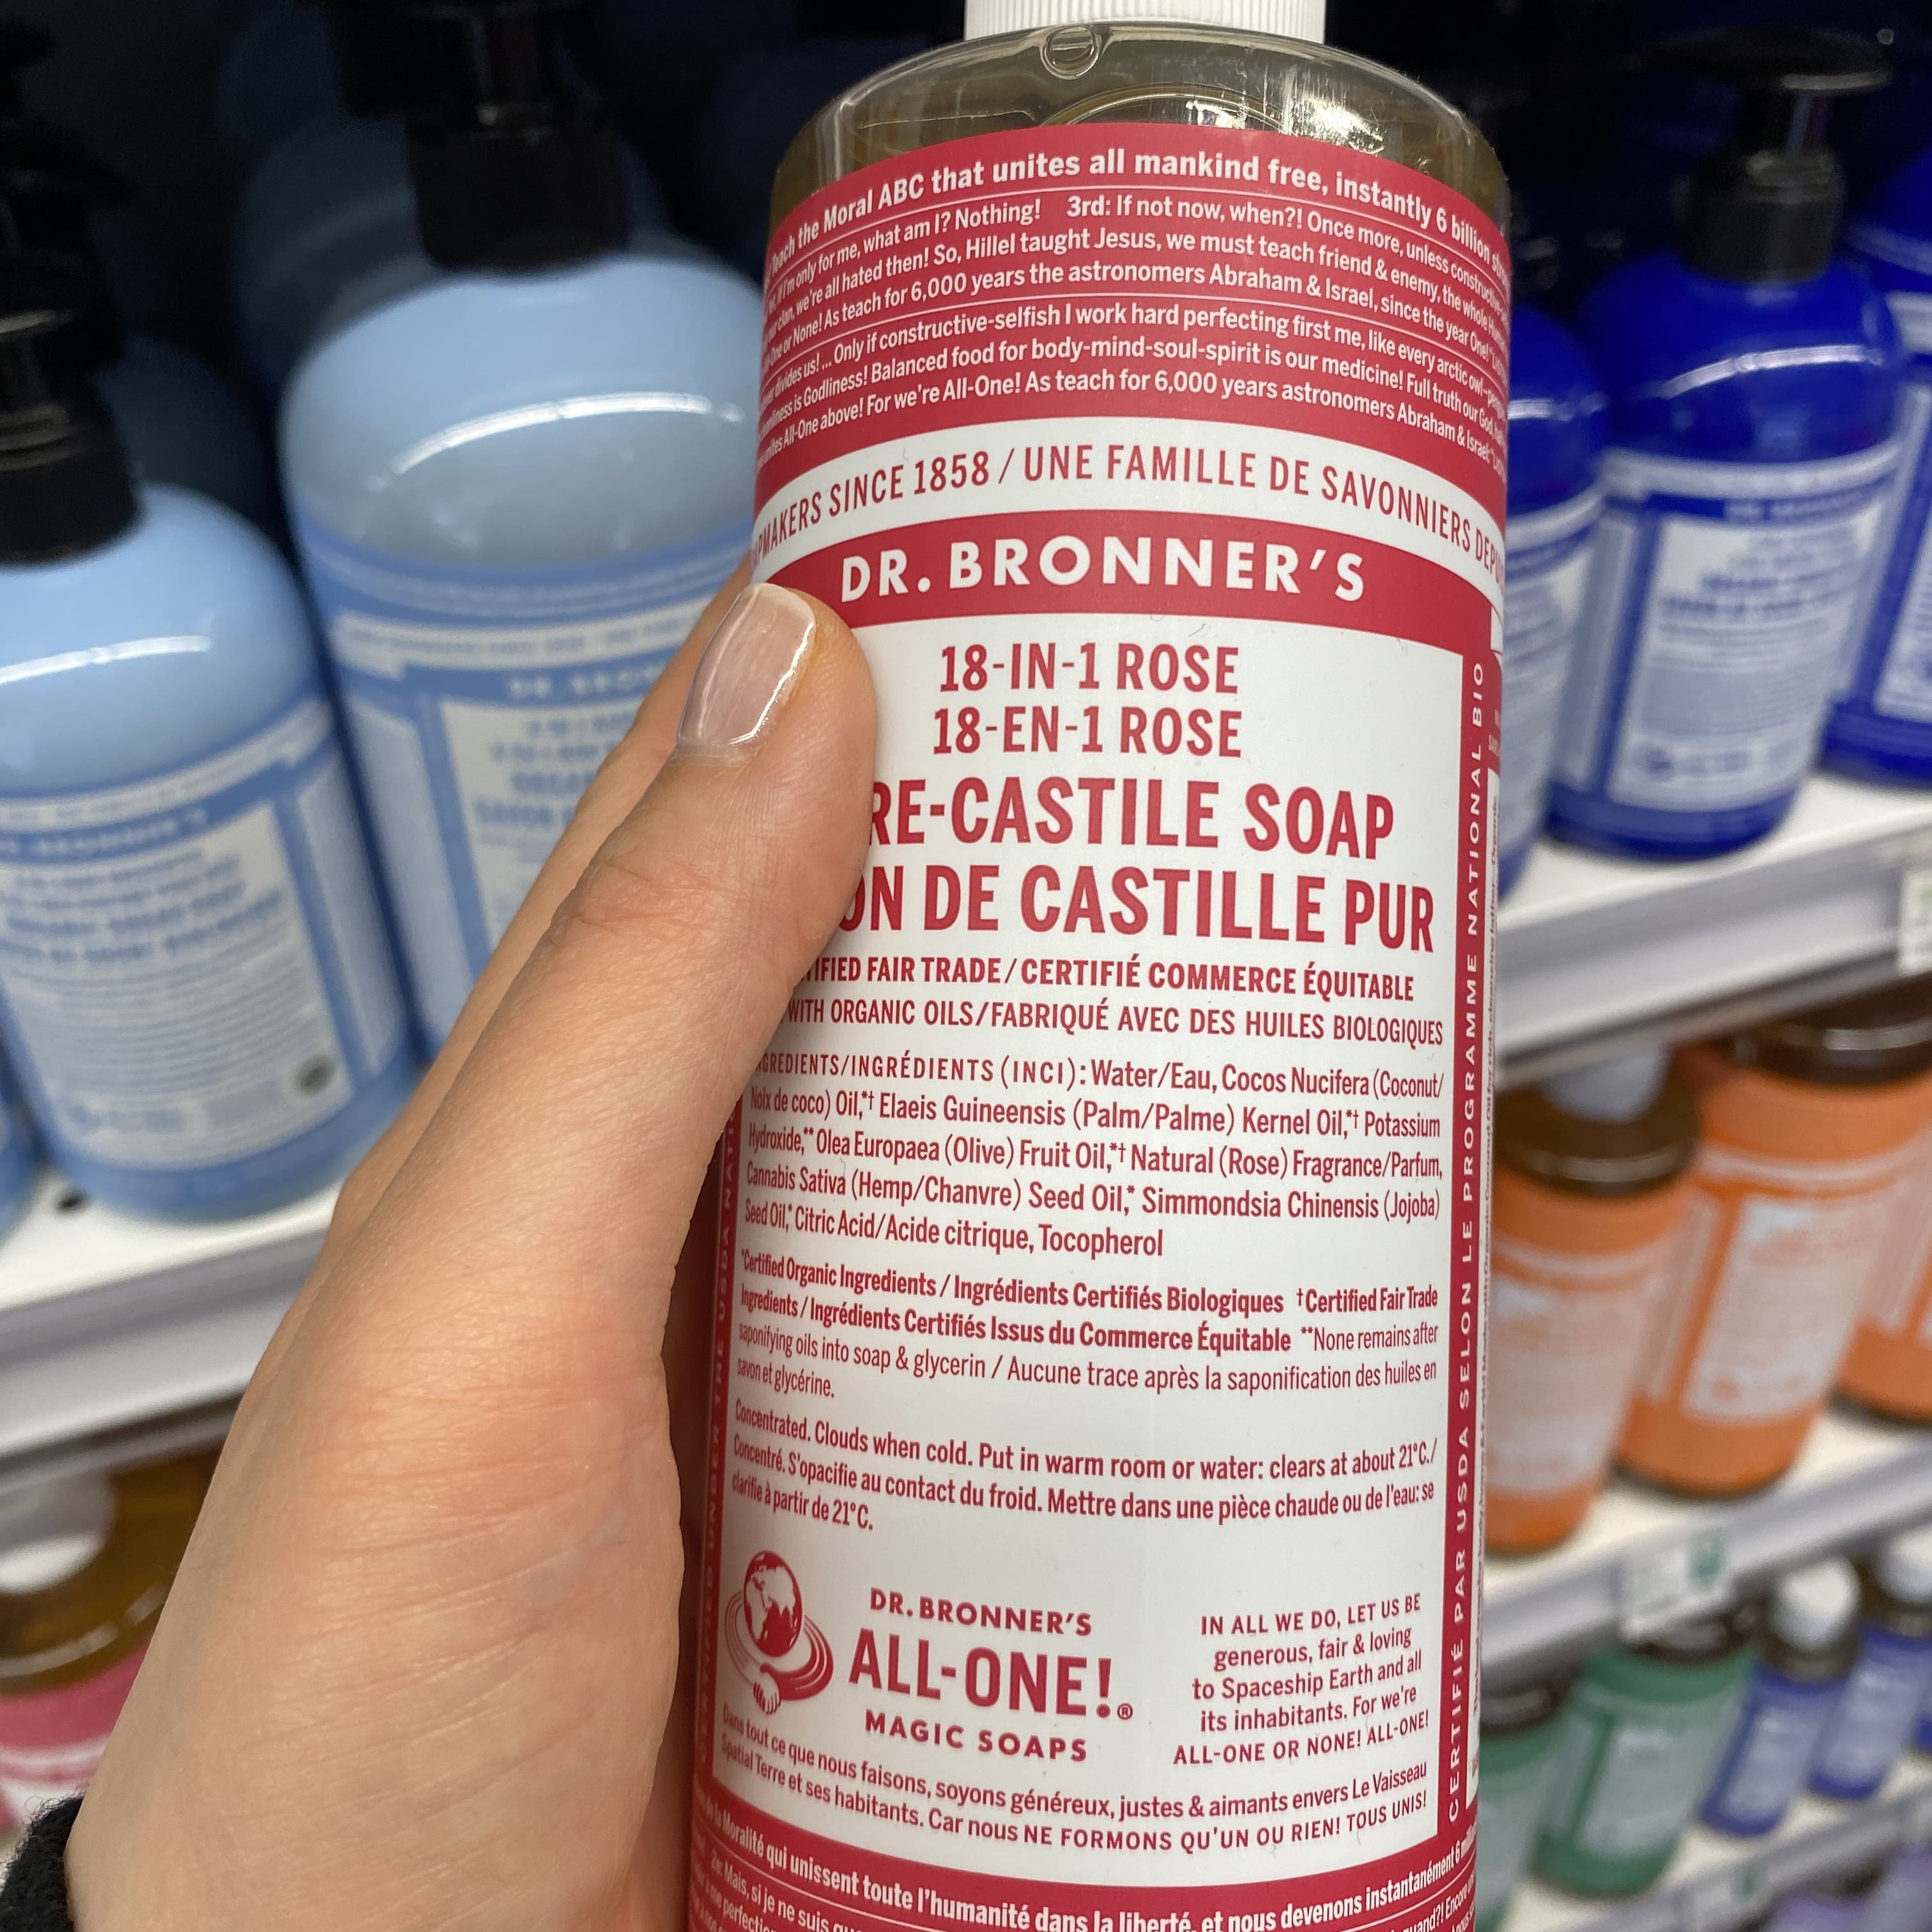 Teach the Moral ABC that unites all mankind free, instantly 6 billion
If I'm only for me, what am I? Nothing! 3rd: If not now, when?! Once more, unless constructive-
clan, we're all hated then! So, Hillel taught Jesus, we must teach friend & enemy, the whole
or None! As teach for 6,000 years the astronomers Abraham & Israel, since the year One!
divides us!... Only if constructive-selfish I work hard perfecting first me, like every arctic owl-
is Godliness! Balanced food for body-mind-soul-spirit is our medicine! Full truth our God
unites All-One above! For we're All-One! As teach for 6,000 years astronomers Abraham & Israel:
SINCE 1858 / UNE FAMILLE DE SAVONNIERS
DR. BRONNER'S
18-IN-1 ROSE
18-EN-1 ROSE
RE-CASTILE SOAP
ON DE CASTILLE PUR
IFIED FAIR TRADE/CERTIFIÉ COMMERCE ÉQUITABLE
WITH ORGANIC OILS/FABRIQUÉ AVEC DES HUILES BIOLOGIQUES
GREDIENTS/INGRÉDIENTS (INCI): Water/Eau, Cocos Nucifera (Coconut/
Noix de coco) Oil,*† Elaeis Guineensis (Palm/Palme) Kernel Oil,*† Potassium
Hydroxide,** Olea Europaea (Olive) Fruit Oil,*† Natural (Rose) Fragrance/Parfum,
Cannabis Sativa (Hemp/Chanvre) Seed Oil,* Simmondsia Chinensis (Jojoba)
Seed Oil,* Citric Acid/Acide citrique, Tocopherol
*Certified Organic Ingredients / Ingrédients Certifiés Biologiques †Certified Fair Trade
Ingredients / Ingrédients Certifiés Issus du Commerce Équitable **None remains after
saponifying oils into soap & glycerin / Aucune trace après la saponification des huiles en
savon et glycérine.
Concentrated. Clouds when cold. Put in warm room or water: clears at about 21°C./
Concentré. S'opacifie au contact du froid. Mettre dans une pièce chaude ou de l'eau: se
clarifie à partir de 21°C.
DR. BRONNER'S
ALL-ONE!®
MAGIC SOAPS
IN ALL WE DO, LET US BE
generous, fair & loving
to Spaceship Earth and all
its inhabitants. For we're
ALL-ONE OR NONE! ALL-ONE!
Dans tout ce que nous faisons, soyons généreux, justes & aimants envers Le Vaisseau
Spatial Terre et ses habitants. Car nous NE FORMONS QU'UN OU RIEN! TOUS UNIS!
CERTIFIÉ PAR USDA SELON LE PROGRAMME NATIONAL BIO
UNDER THE USDA
de la Moralité qui unissent toute l'humanité dans la liberté, et nous devenons instantanément 6
2e: Mais, si je ne suis